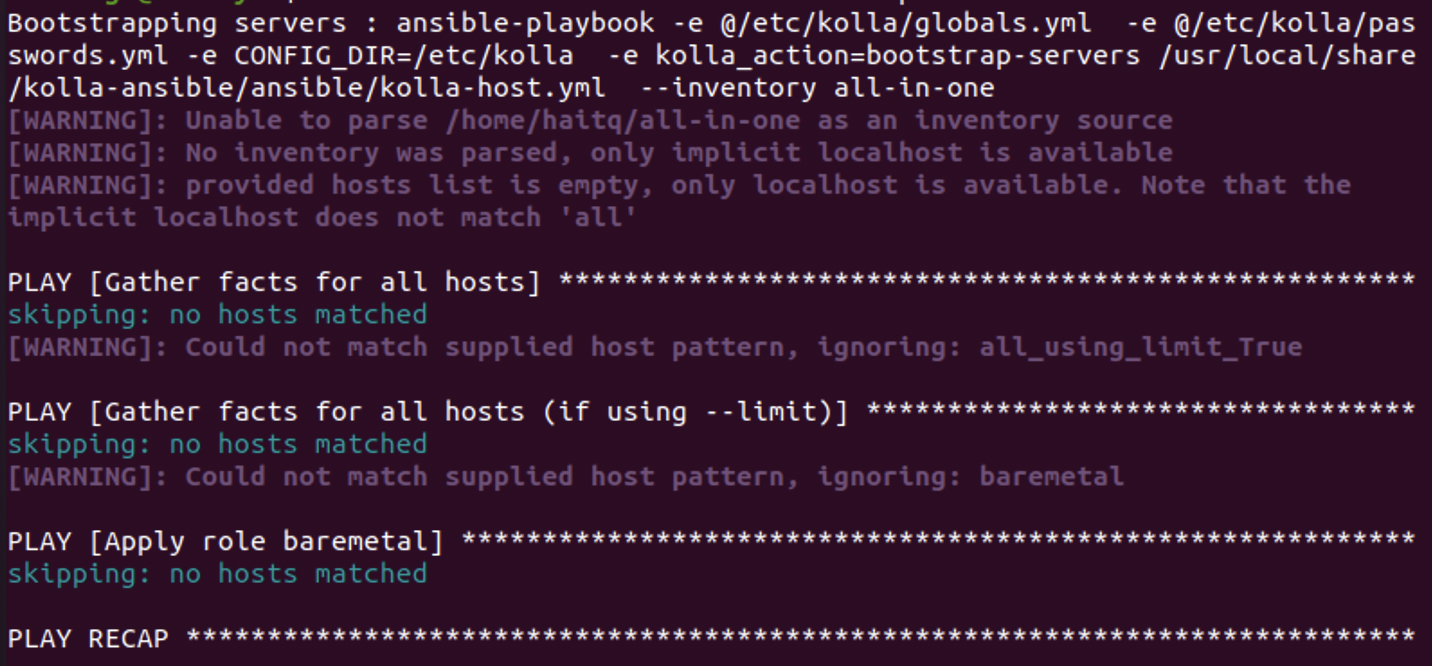 Bootstrapping servers : ansible-playbook -e @/etc/kolla/globals.yml  -e @/etc/kolla/pas
swords.yml -e CONFIG_DIR=/etc/kolla  -e kolla_action=bootstrap-servers /usr/local/share
/kolla-ansible/ansible/kolla-host.yml  --inventory all-in-one
[WARNING]: Unable to parse /home/haitq/all-in-one as an inventory source
[WARNING]: No inventory was parsed, only implicit localhost is available
[WARNING]: provided hosts list is empty, only localhost is available. Note that the
implicit localhost does not match 'all'
PLAY [Gather facts for all hosts] *****************************************************
skipping: no hosts matched
[WARNING]: Could not match supplied host pattern, ignoring: all_using_limit_True
PLAY [Gather facts for all hosts (if using --limit)] **********************************
skipping: no hosts matched
[WARNING]: Could not match supplied host pattern, ignoring: baremetal
PLAY [Apply role baremetal] ***********************************************************
skipping: no hosts matched
PLAY RECAP ****************************************************************************